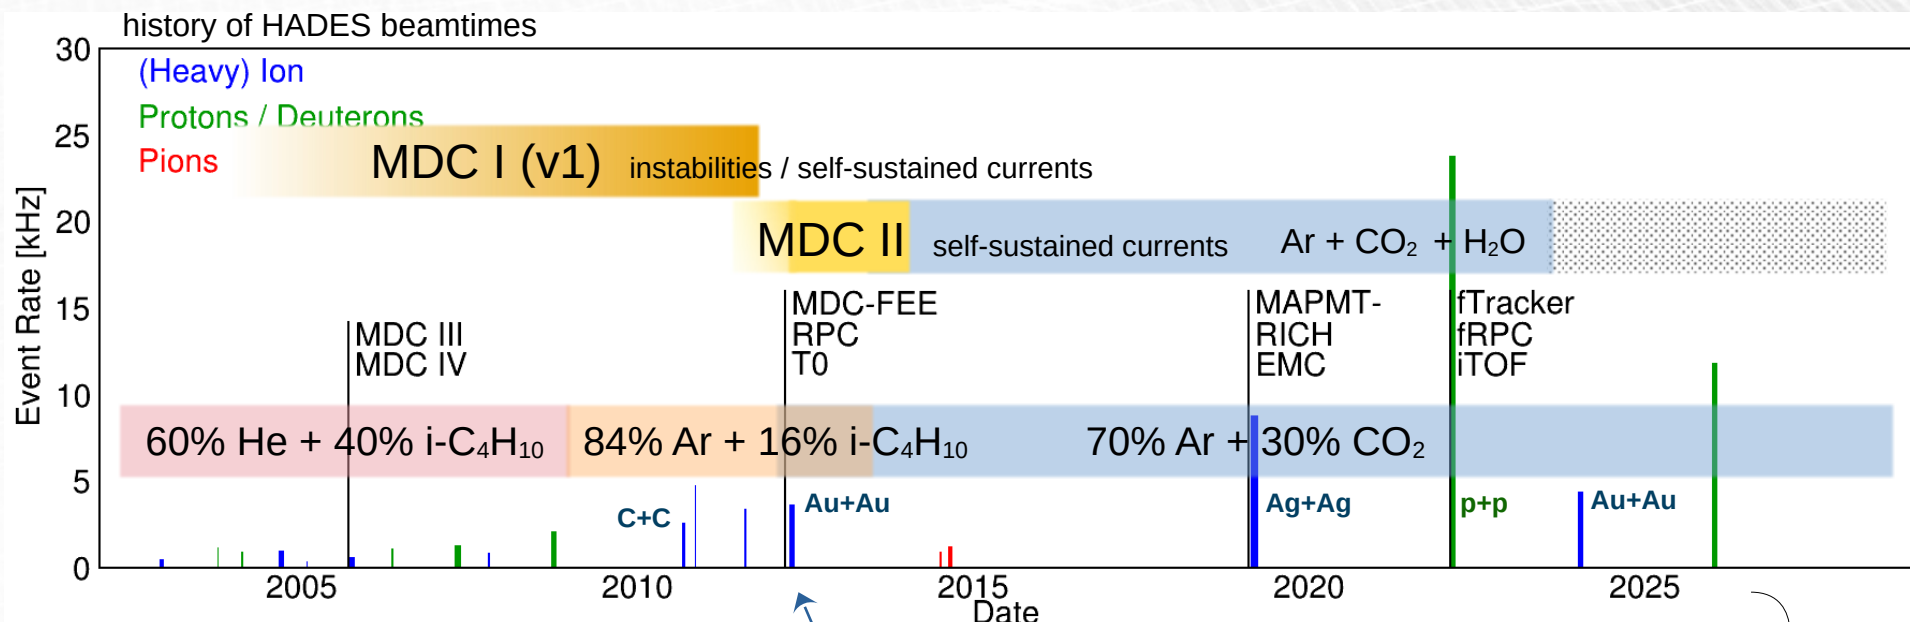 history of HADES beamtimes
30
(Heavy) Ion
Protons / Deuterons
25
Pions
MDC I (v1) instabilities / self-sustained currents
20
MDC II self-sustained currents Ar + CO₂ + H₂O
Event Rate [kHz]
15
MDC III
MDC IV
MDC-FEE
RPC
T0
MAPMT-
RICH
EMC
fTracker
fRPC
iTOF
10
60% He + 40% i-C₄H₁₀ 84% Ar + 16% i-C₄H₁₀ 70% Ar + 30% CO₂
5
C+C Au+Au Ag+Ag p+p Au+Au
0
2005 2010 2015 2020 2025
Date